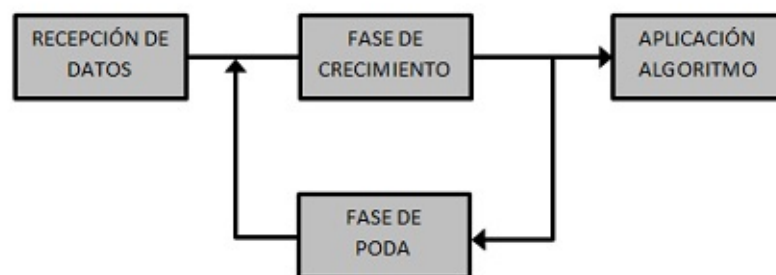 RECEPCIÓN DE
DATOS
FASE DE
CRECIMIENTO
APLICACIÓN
ALGORITMO
FASE DE
PODA